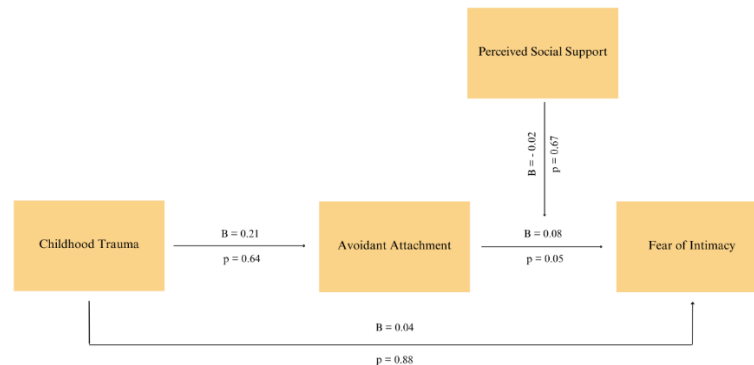 Perceived Social Support
B = - 0.02
p = 0.67
Childhood Trauma
B = 0.21
p = 0.64
Avoidant Attachment
B = 0.08
p = 0.05
Fear of Intimacy
B = 0.04
p = 0.88